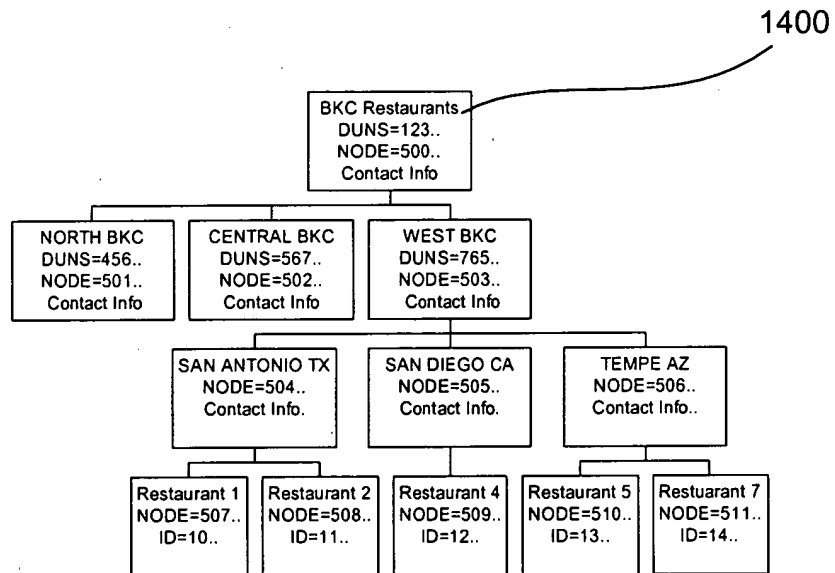 1400
BKC Restaurants
DUNS=123..
NODE=500..
Contact Info
NORTH BKC
DUNS=456..
NODE=501..
Contact Info
CENTRAL BKC
DUNS=567..
NODE=502..
Contact Info
WEST BKC
DUNS=765..
NODE=503..
Contact Info
SAN ANTONIO TX
NODE=504..
Contact Info.
SAN DIEGO CA
NODE=505..
Contact Info.
TEMPE AZ
NODE=506..
Contact Info..
Restaurant 1
NODE=507..
ID=10..
Restaurant 2
NODE=508..
ID=11..
Restaurant 4
NODE=509..
ID=12..
Restaurant 5
NODE=510..
ID=13..
Restuarant 7
NODE=511..
ID=14..